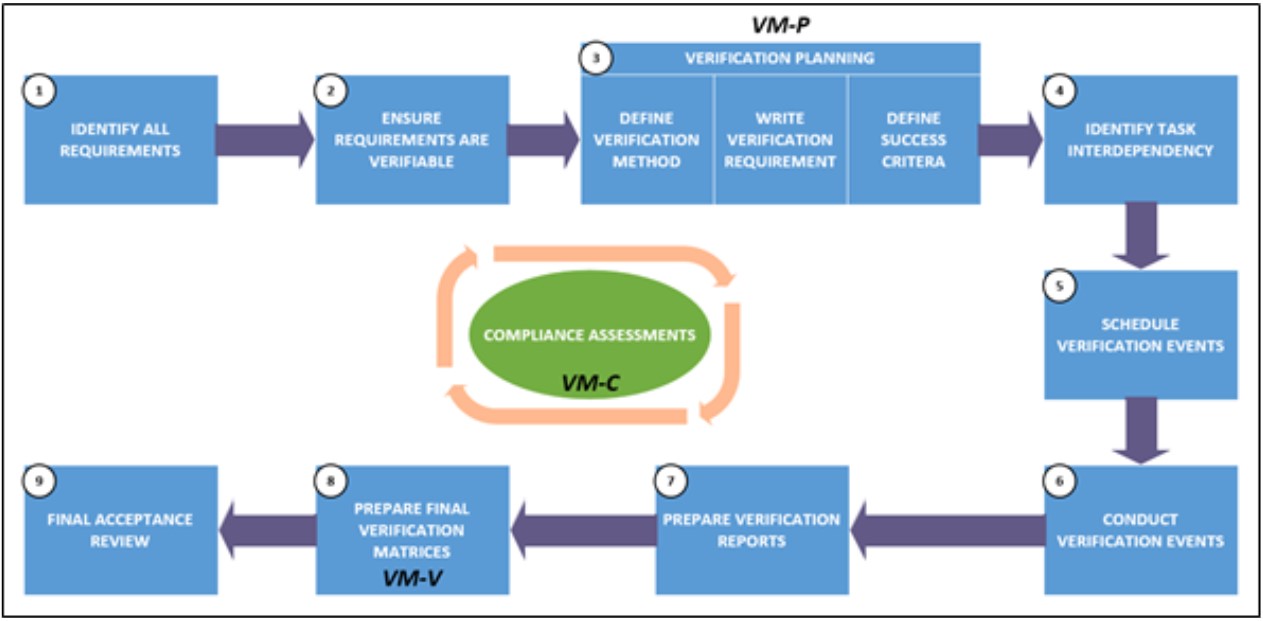 VM-P
1
IDENTIFY ALL
REQUIREMENTS
2
ENSURE
REQUIREMENTS ARE
VERIFIABLE
3
VERIFICATION PLANNING
DEFINE
VERIFICATION
METHOD
WRITE
VERIFICATION
REQUIREMENT
DEFINE
SUCCESS
CRITERA
4
IDENTIFY TASK
INTERDEPENDENCY
5
SCHEDULE
VERIFICATION EVENTS
COMPLIANCE ASSESSMENTS
VM-C
6
CONDUCT
VERIFICATION EVENTS
7
PREPARE VERIFICATION
REPORTS
8
PREPARE FINAL
VERIFICATION
MATRICES
VM-V
9
FINAL ACCEPTANCE
REVIEW